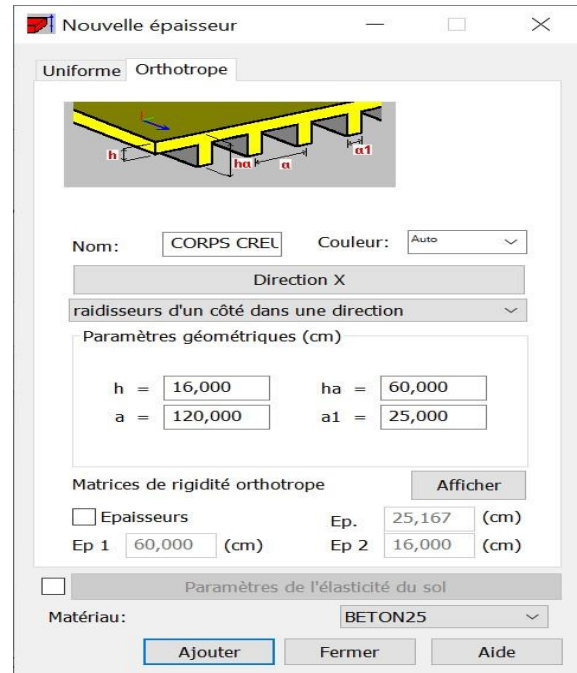 Nouvelle épaisseur
Uniforme Orthotrope
h ha a a1
Nom: CORPS CREL Couleur: Auto
Direction X
raidisseurs d'un côté dans une direction
Paramètres géométriques (cm)
h = 16,000 ha = 60,000
a = 120,000 a1 = 25,000
Matrices de rigidité orthotrope Afficher
Epaisseurs Ep. 25,167 (cm)
Ep 1 60,000 (cm) Ep 2 16,000 (cm)
Paramètres de l'élasticité du sol
Matériau: BETON25
Ajouter Fermer Aide